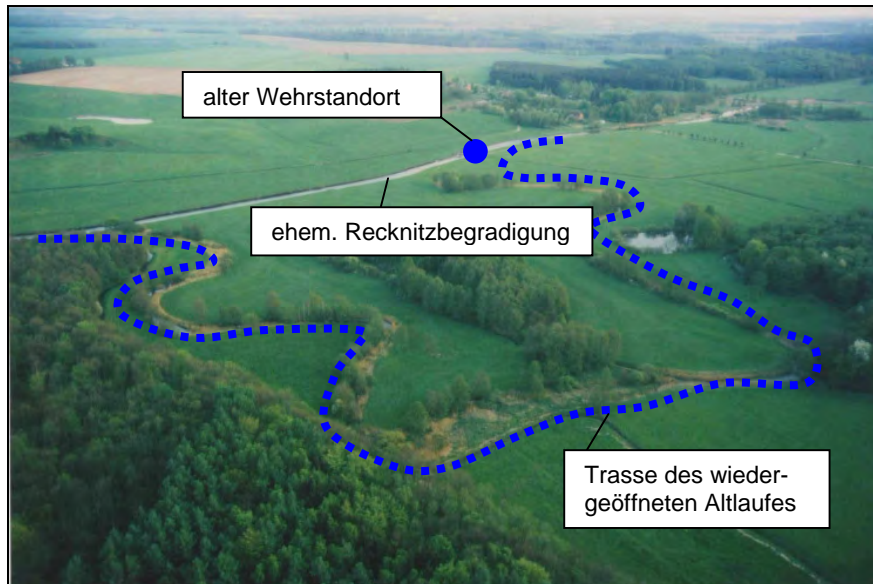 alter Wehrstandort
ehem. Recknitzbegradigung
Trasse des wieder-
geöffneten Altlaufes